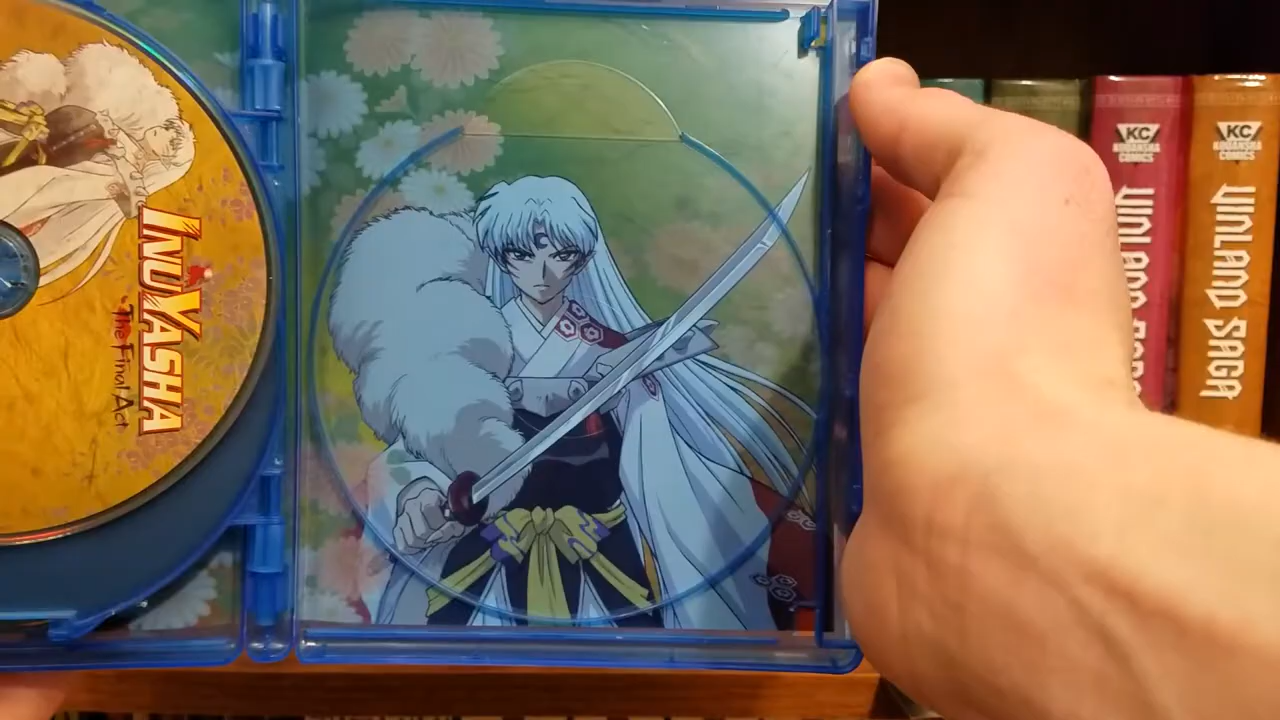 INUYASHA
The Final Act
KC
KODANSHA
COMICS
VINLAND SAGA
KC
KODANSHA
COMICS
VINLAND SAGA